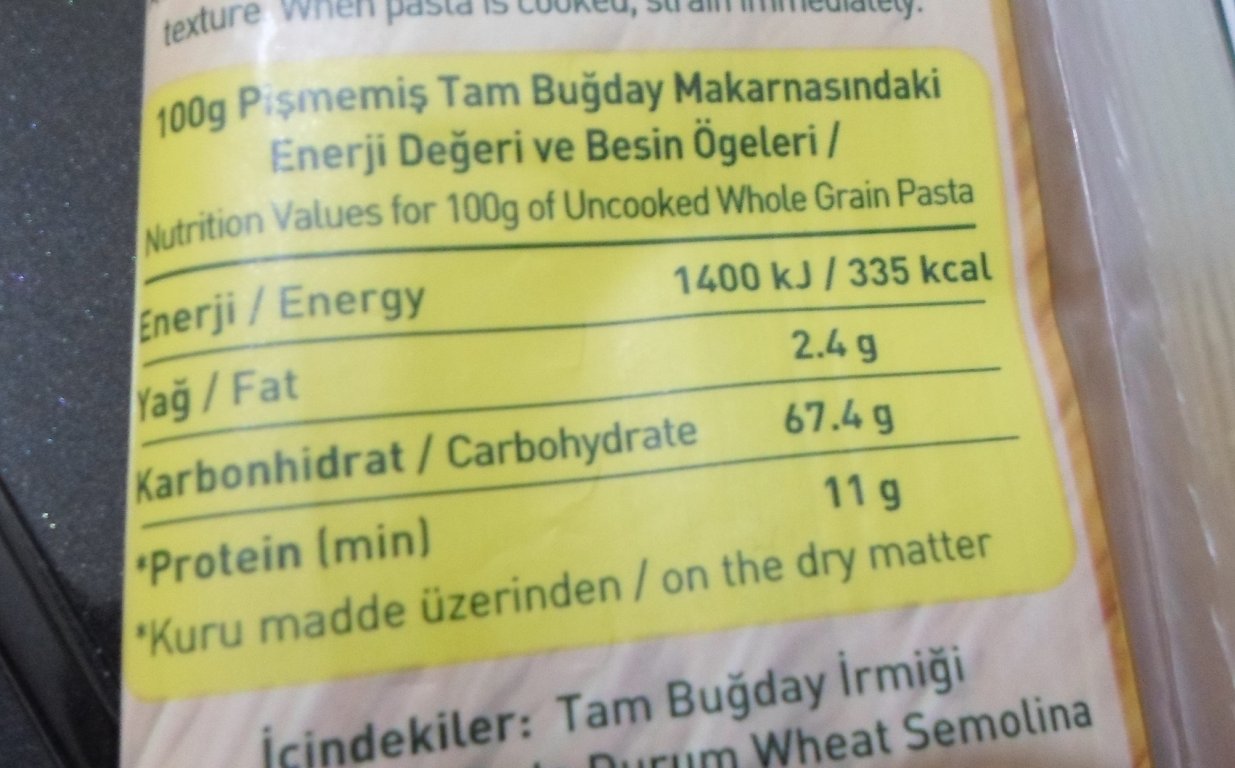 texture. When pasta is cooked, strain immediately.
100g Pişmemiş Tam Buğday Makarnasındaki
Enerji Değeri ve Besin Ögeleri /
Nutrition Values for 100g of Uncooked Whole Grain Pasta
Enerji / Energy 1400 kJ / 335 kcal
Yağ / Fat 2.4 g
Karbonhidrat / Carbohydrate 67.4 g
*Protein (min) 11 g
*Kuru madde üzerinden / on the dry matter
İçindekiler: Tam Buğday İrmiği
Durum Wheat Semolina